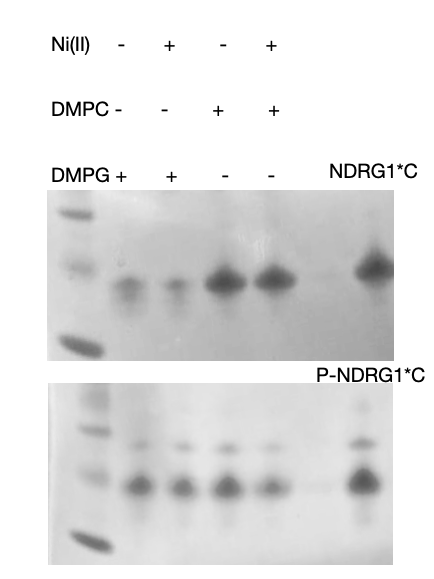 Ni(II) - + - +
DMPC - - + +
DMPG + + - - NDRG1*C
P-NDRG1*C